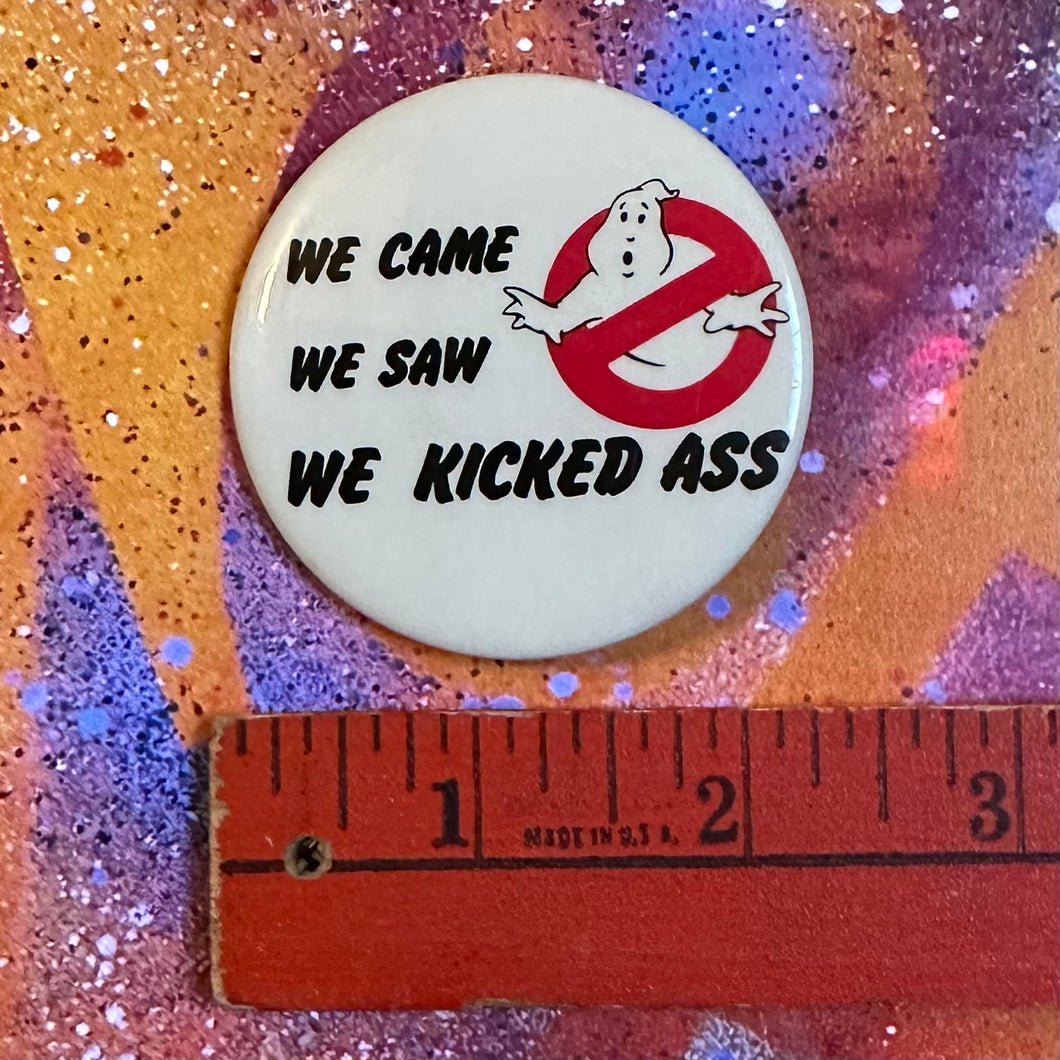 WE CAME
WE SAW
WE KICKED ASS
1 2 3
MADE IN U.S.A.